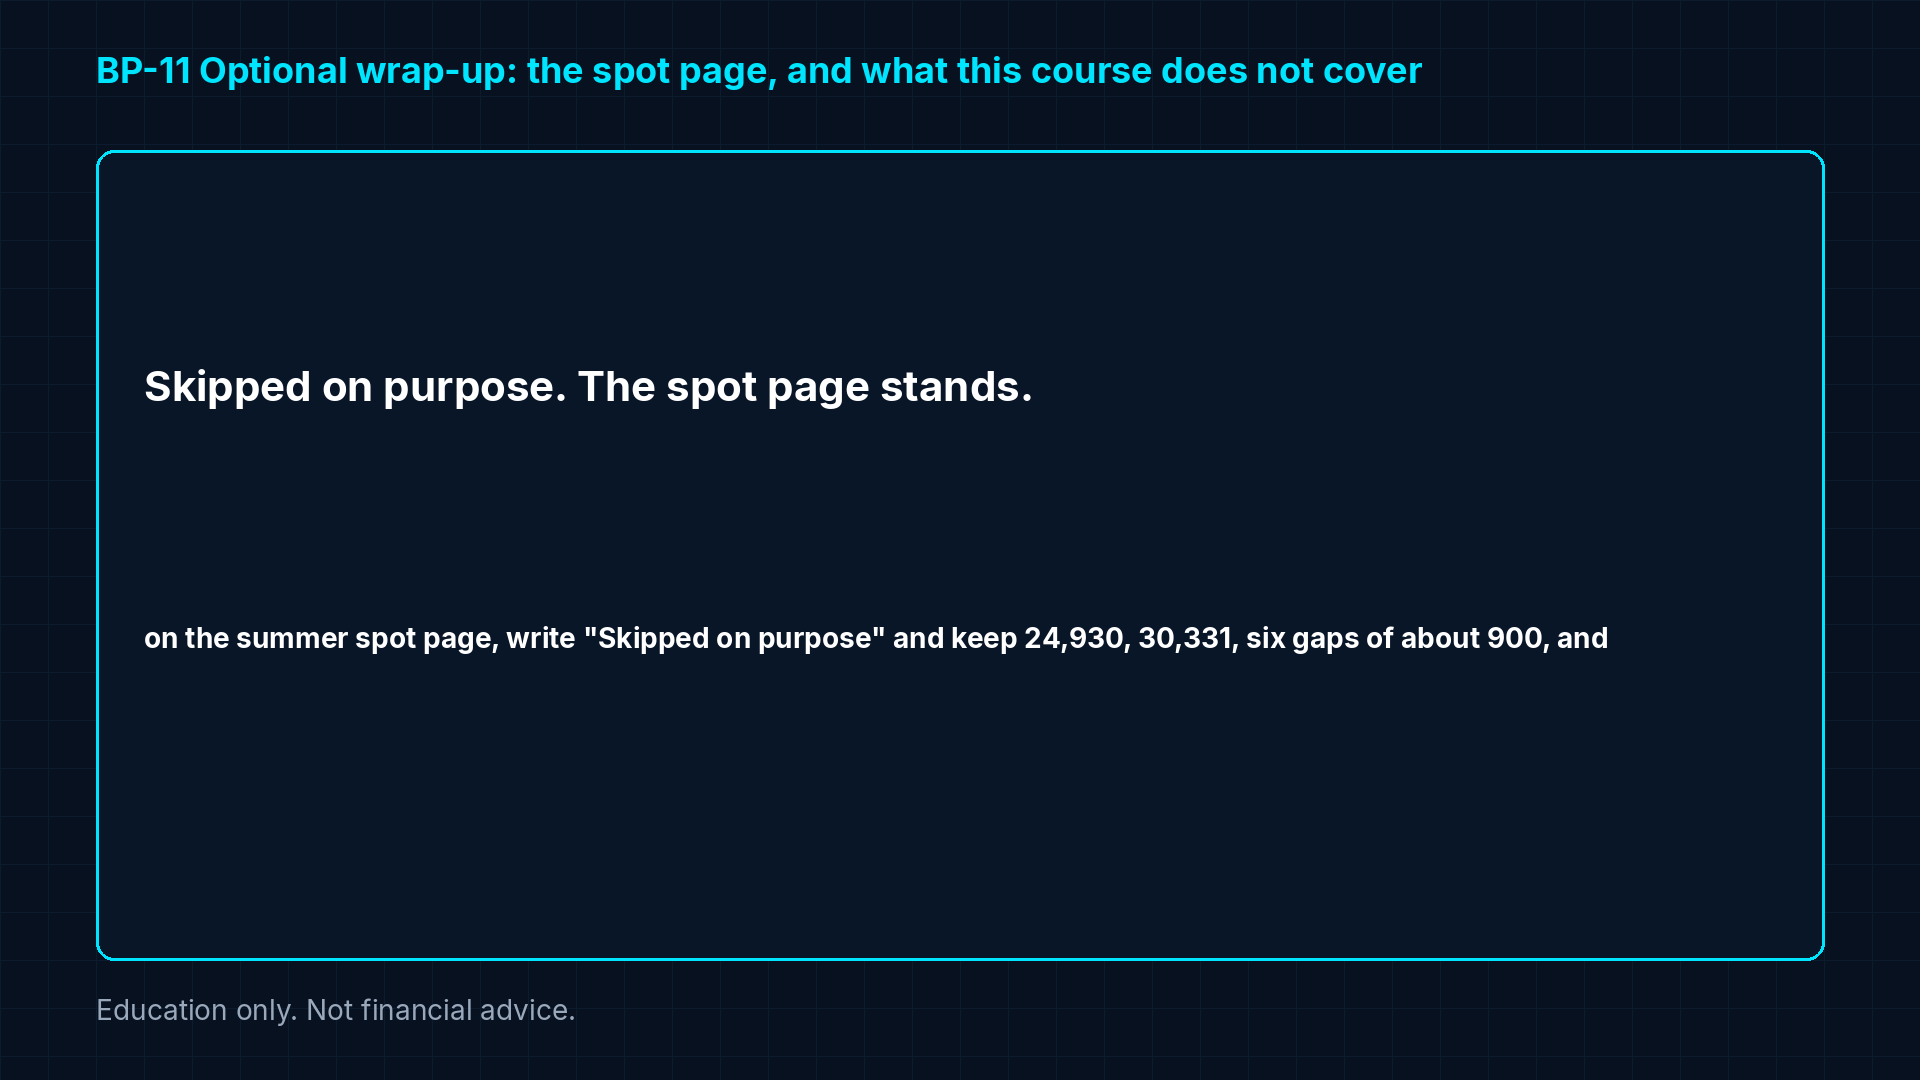 BP-11 Optional wrap-up: the spot page, and what this course does not cover
Skipped on purpose. The spot page stands.
on the summer spot page, write "Skipped on purpose" and keep 24,930, 30,331, six gaps of about 900, and
Education only. Not financial advice.